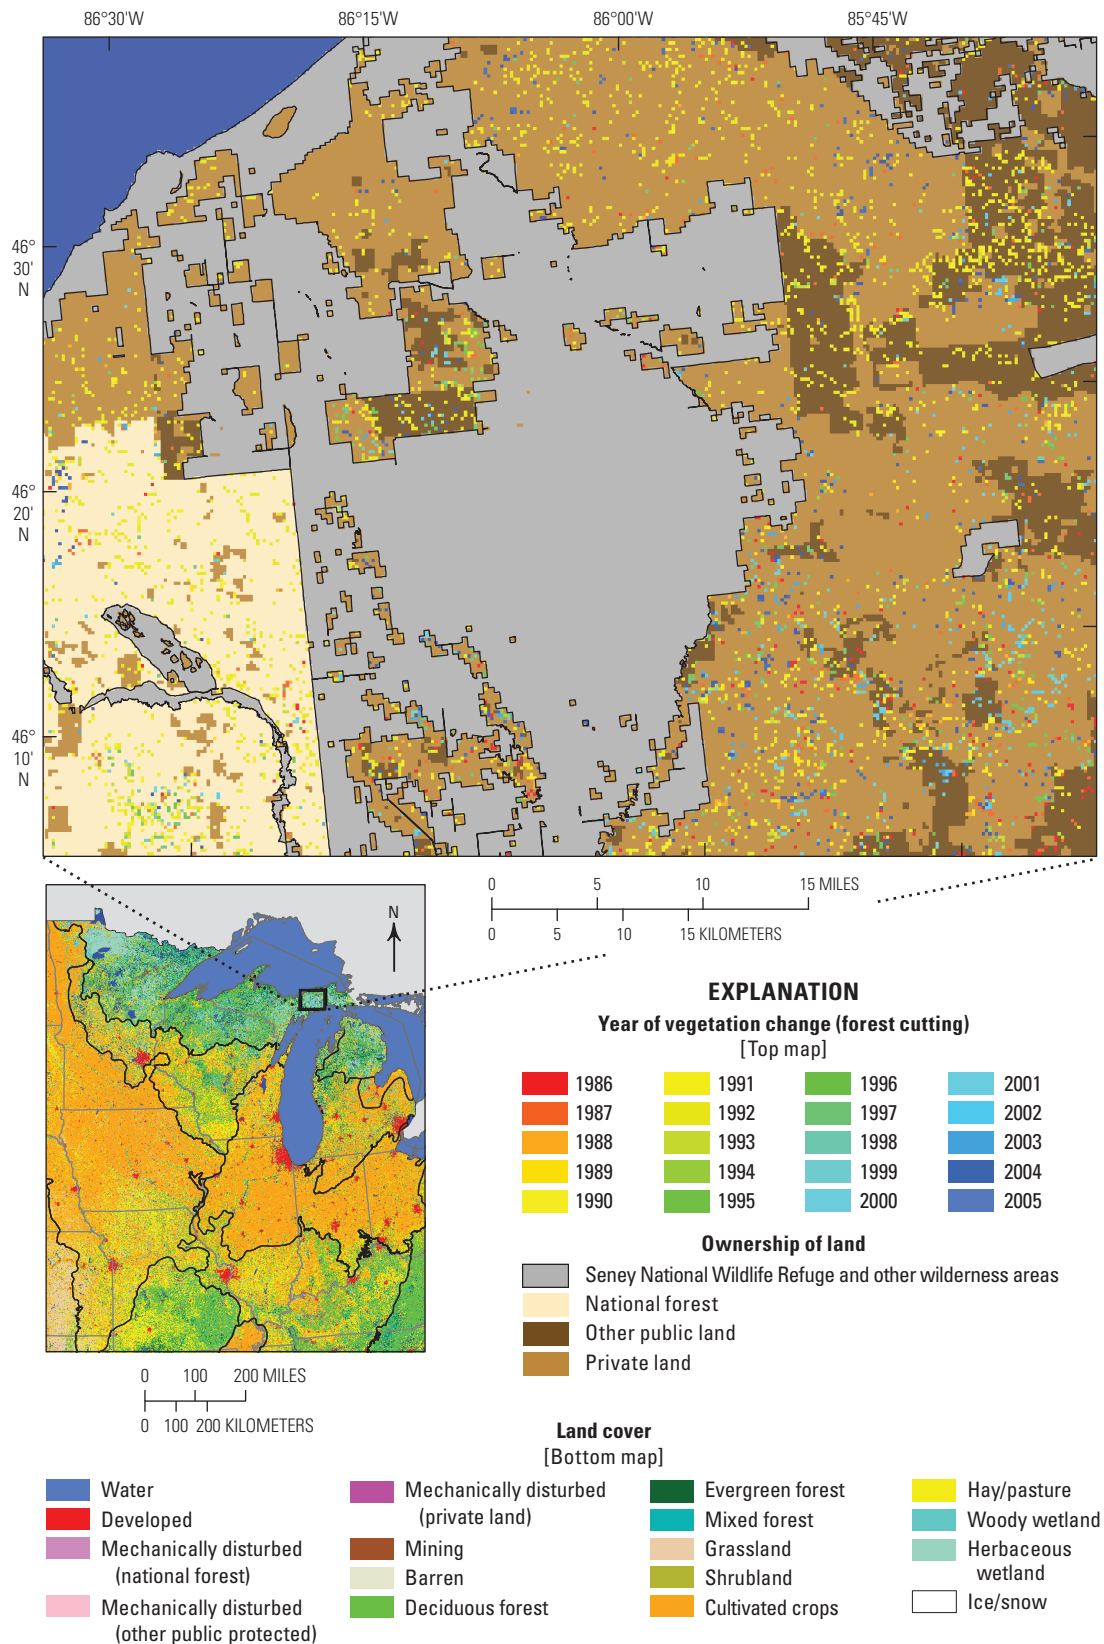 86°30'W 86°15'W 86°00'W 85°45'W
46°
30'
N
46°
20'
N
46°
10'
N
0 5 10 15 MILES
0 5 10 15 KILOMETERS
N
EXPLANATION
Year of vegetation change (forest cutting)
[Top map]
1986 1991 1996 2001
1987 1992 1997 2002
1988 1993 1998 2003
1989 1994 1999 2004
1990 1995 2000 2005
Ownership of land
Seney National Wildlife Refuge and other wilderness areas
National forest
Other public land
Private land
0 100 200 MILES
0 100 200 KILOMETERS
Land cover
[Bottom map]
Water
Developed
Mechanically disturbed
(national forest)
Mechanically disturbed
(other public protected)
Mechanically disturbed
(private land)
Mining
Barren
Deciduous forest
Evergreen forest
Mixed forest
Grassland
Shrubland
Cultivated crops
Hay/pasture
Woody wetland
Herbaceous
wetland
Ice/snow